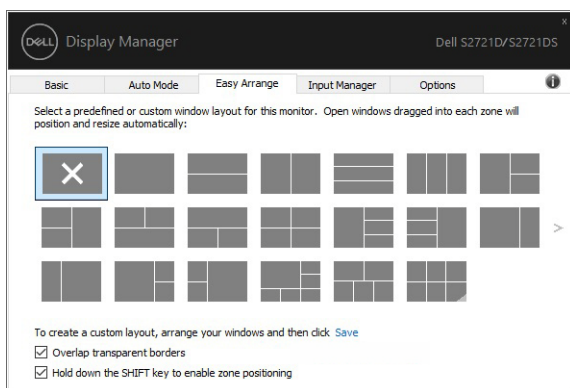 x
DELL Display Manager Dell S2721D/S2721DS
Basic Auto Mode Easy Arrange Input Manager Options i
Select a predefined or custom window layout for this monitor. Open windows dragged into each zone will
position and resize automatically:
>
To create a custom layout, arrange your windows and then click Save
Overlap transparent borders
Hold down the SHIFT key to enable zone positioning